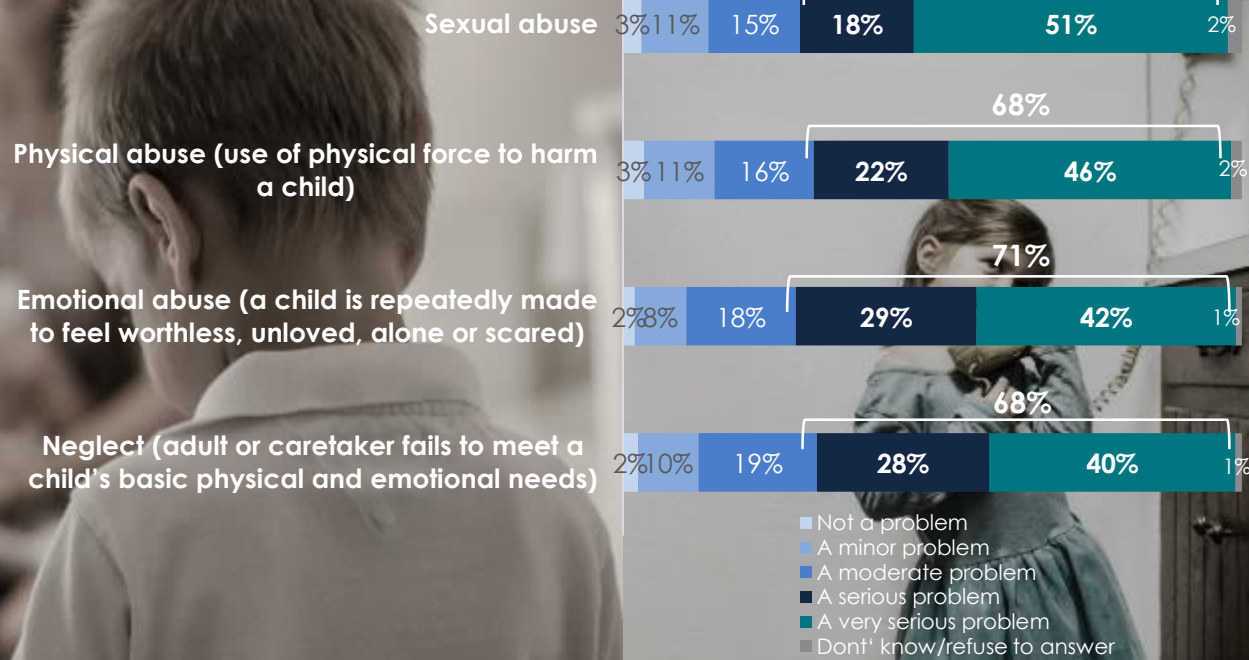 Sexual abuse 3% 11% 15% 18% 51% 2%
68%
Physical abuse (use of physical force to harm
a child)
3% 11% 16% 22% 46% 2%
71%
Emotional abuse (a child is repeatedly made
to feel worthless, unloved, alone or scared)
2% 8% 18% 29% 42% 1%
68%
Neglect (adult or caretaker fails to meet a
child's basic physical and emotional needs)
2% 10% 19% 28% 40% 1%
Not a problem
A minor problem
A moderate problem
A serious problem
A very serious problem
Dont‘ know/refuse to answer